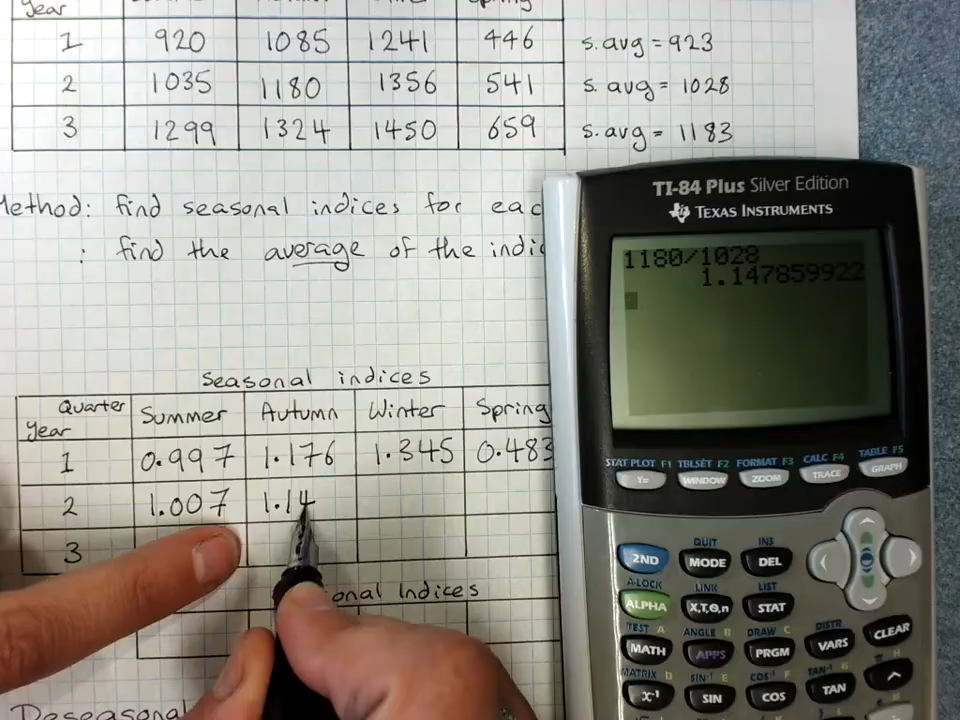 year
1 920 1085 1241 446 s.avg = 923
2 1035 1180 1356 541 s.avg = 1028
3 1299 1324 1450 659 s.avg = 1183
Method: find seasonal indices for eac
: find the average of the indic
Seasonal indices
Quarter Summer Autumn Winter Spring
year
1 0.997 1.176 1.345 0.483
2 1.007 1.14
3
onal Indices
Deseasonal
TI-84 Plus Silver Edition
TEXAS INSTRUMENTS
1180/1028
1.147859922
STAT PLOT F1 TBLSET F2 FORMAT F3 CALC F4 TABLE F5
Y= WINDOW ZOOM TRACE GRAPH
QUIT INS
2ND MODE DEL
A-LOCK LINK LIST
ALPHA X,T,θ,n STAT
TEST A ANGLE B DRAW C DISTR
MATH APPS PRGM VARS CLEAR
MATRIX D SIN⁻¹ E COS⁻¹ F TAN⁻¹ G π H
x⁻¹ SIN COS TAN ^